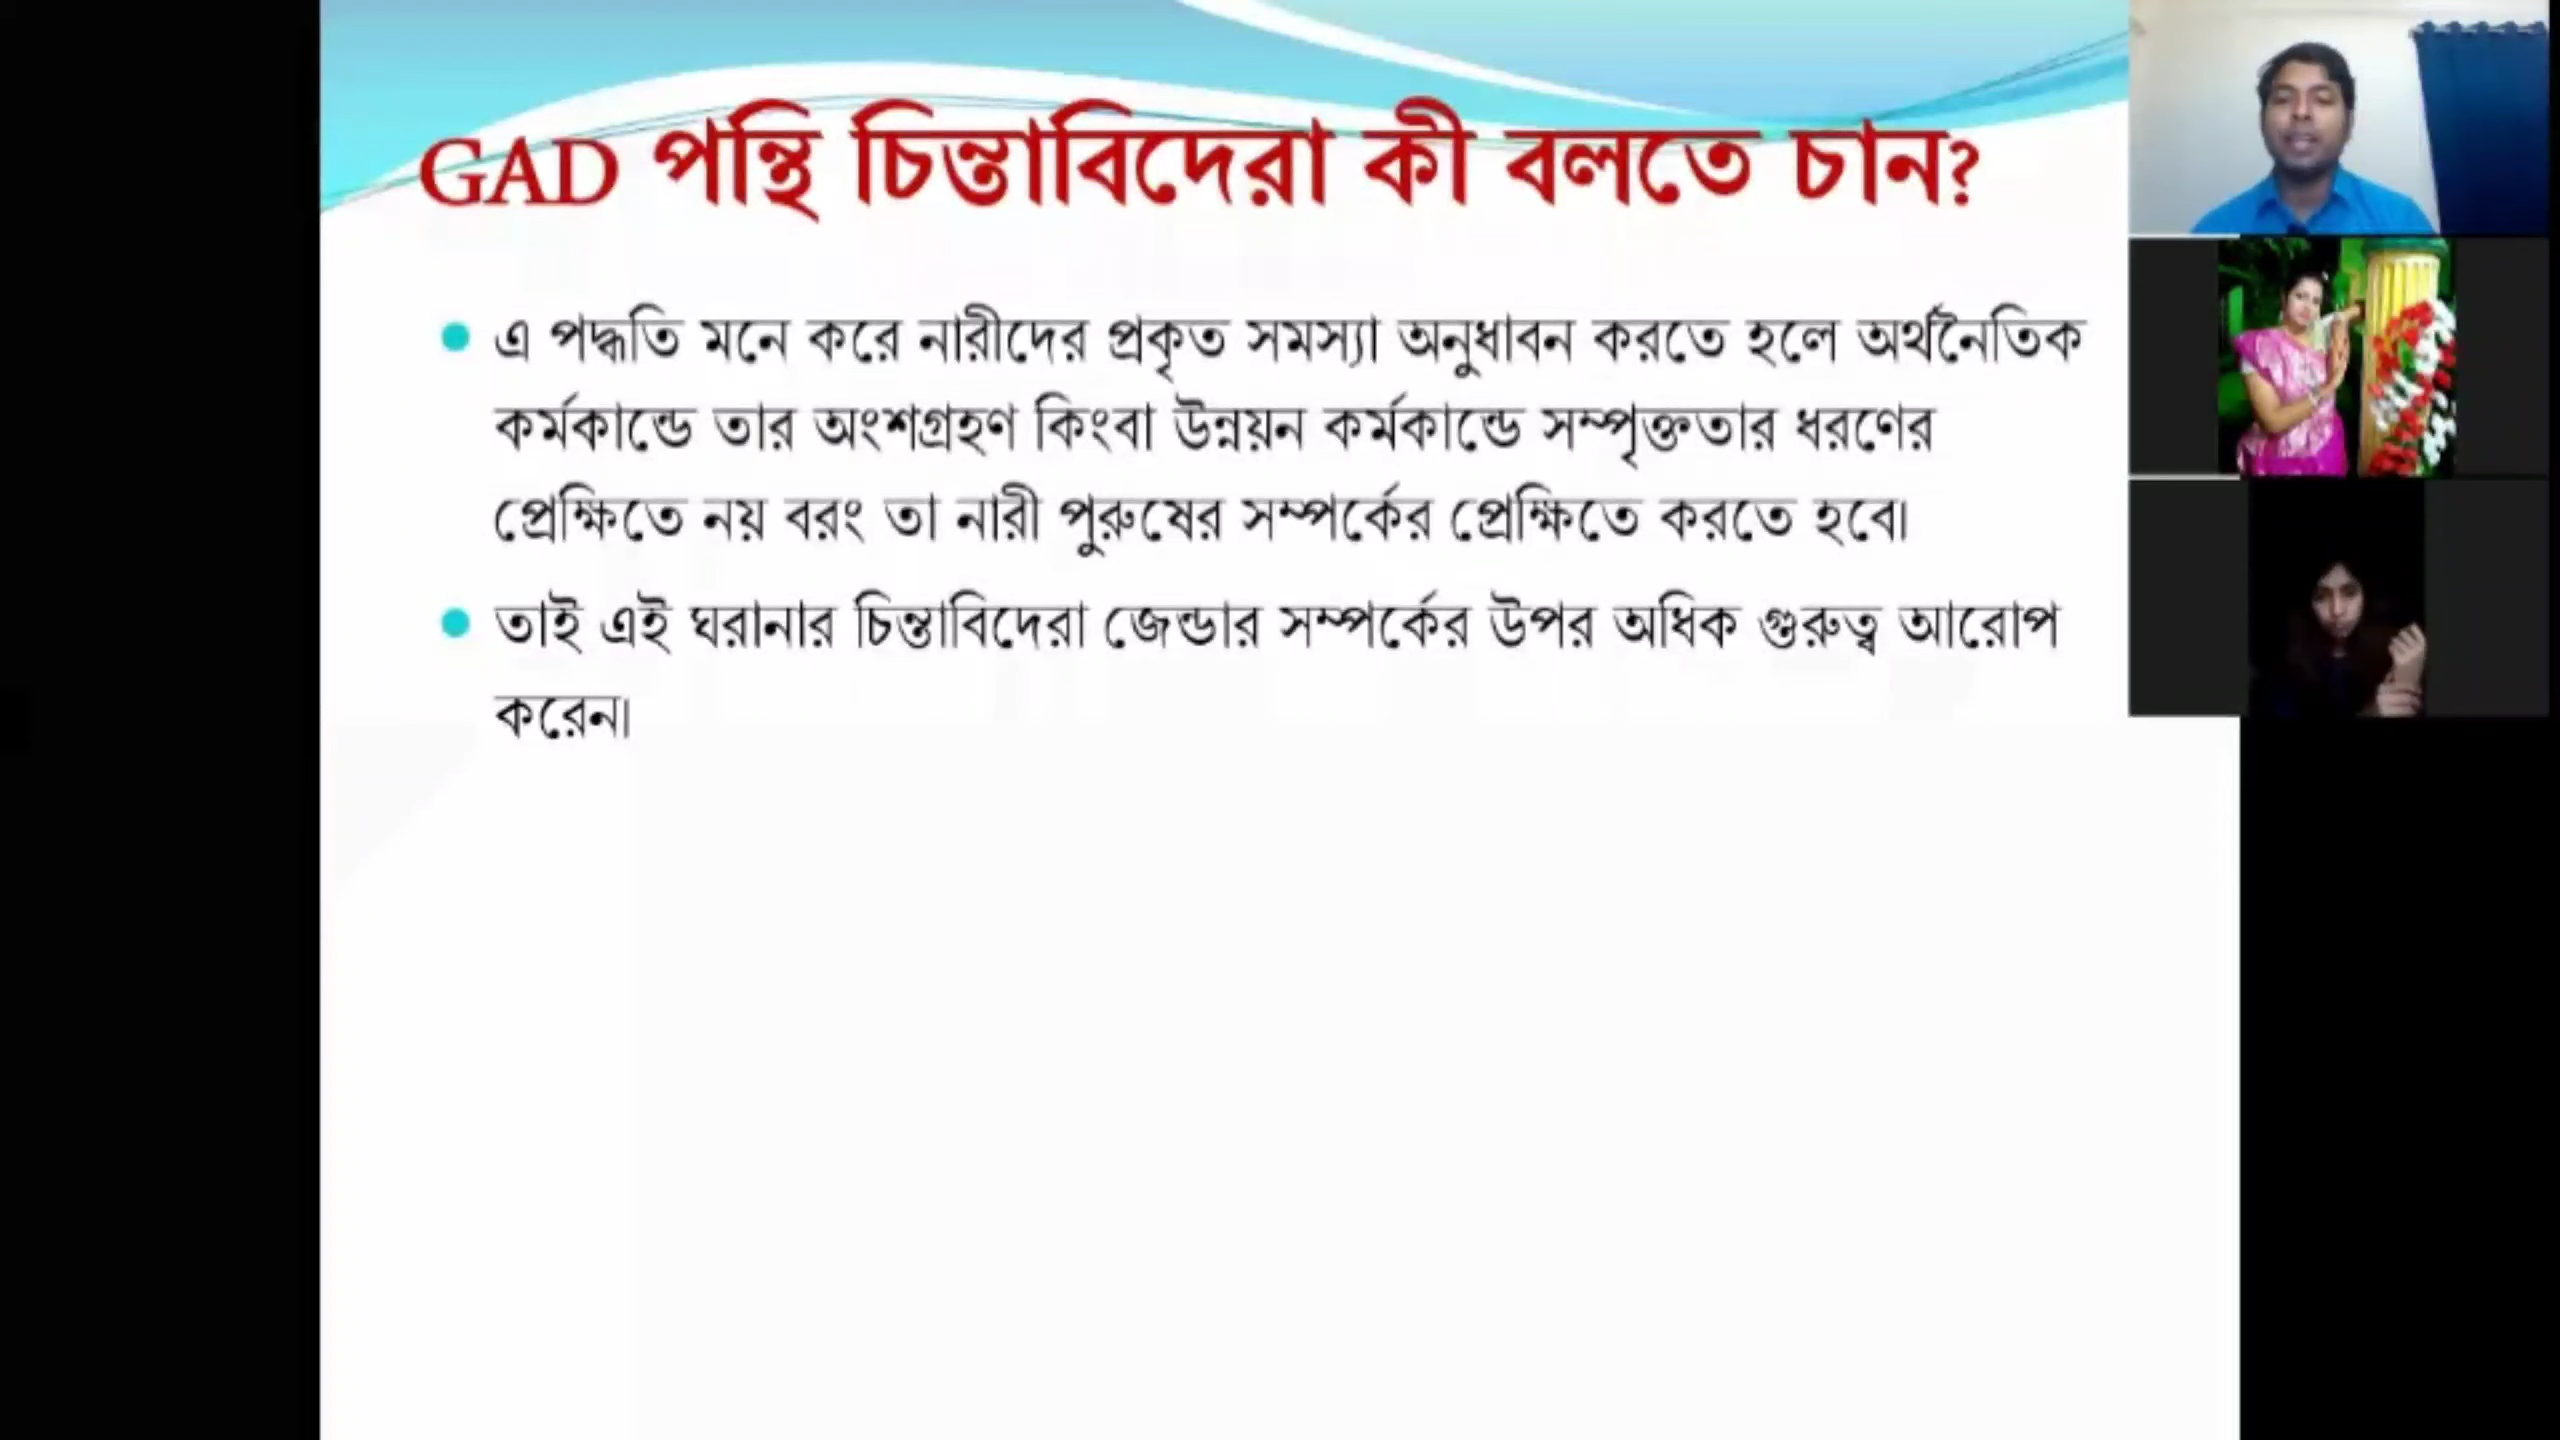 GAD পন্থি চিন্তাবিদেরা কী বলতে চান?
এ পদ্ধতি মনে করে নারীদের প্রকৃত সমস্যা অনুধাবন করতে হলে অর্থনৈতিক
কর্মকান্ডে তার অংশগ্রহণ কিংবা উন্নয়ন কর্মকান্ডে সম্পৃক্ততার ধরণের
প্রেক্ষিতে নয় বরং তা নারী পুরুষের সম্পর্কের প্রেক্ষিতে করতে হবে।
তাই এই ঘরানার চিন্তাবিদেরা জেন্ডার সম্পর্কের উপর অধিক গুরুত্ব আরোপ
করেন।